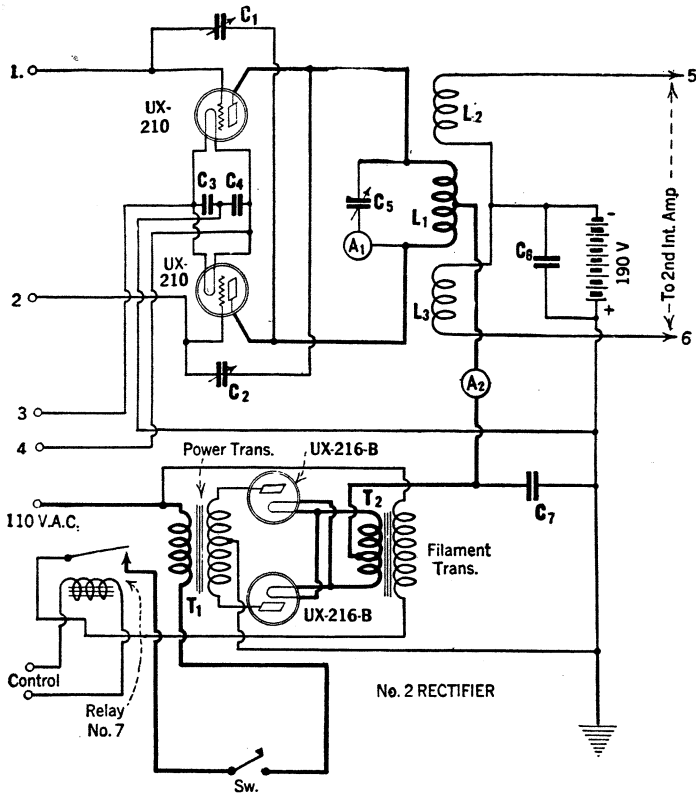 C1
1.
5
UX-
210
L2
C3 C4
C5
A1
L1
C6
190 V
-
+
To 2nd Int. Amp
UX-
210
2
L3
6
C2
A2
3
4
Power Trans.
UX-216-B
T2
C7
110 V.A.C.
Filament
Trans.
T1
UX-216-B
Control
Relay
No. 7
No. 2 RECTIFIER
Sw.